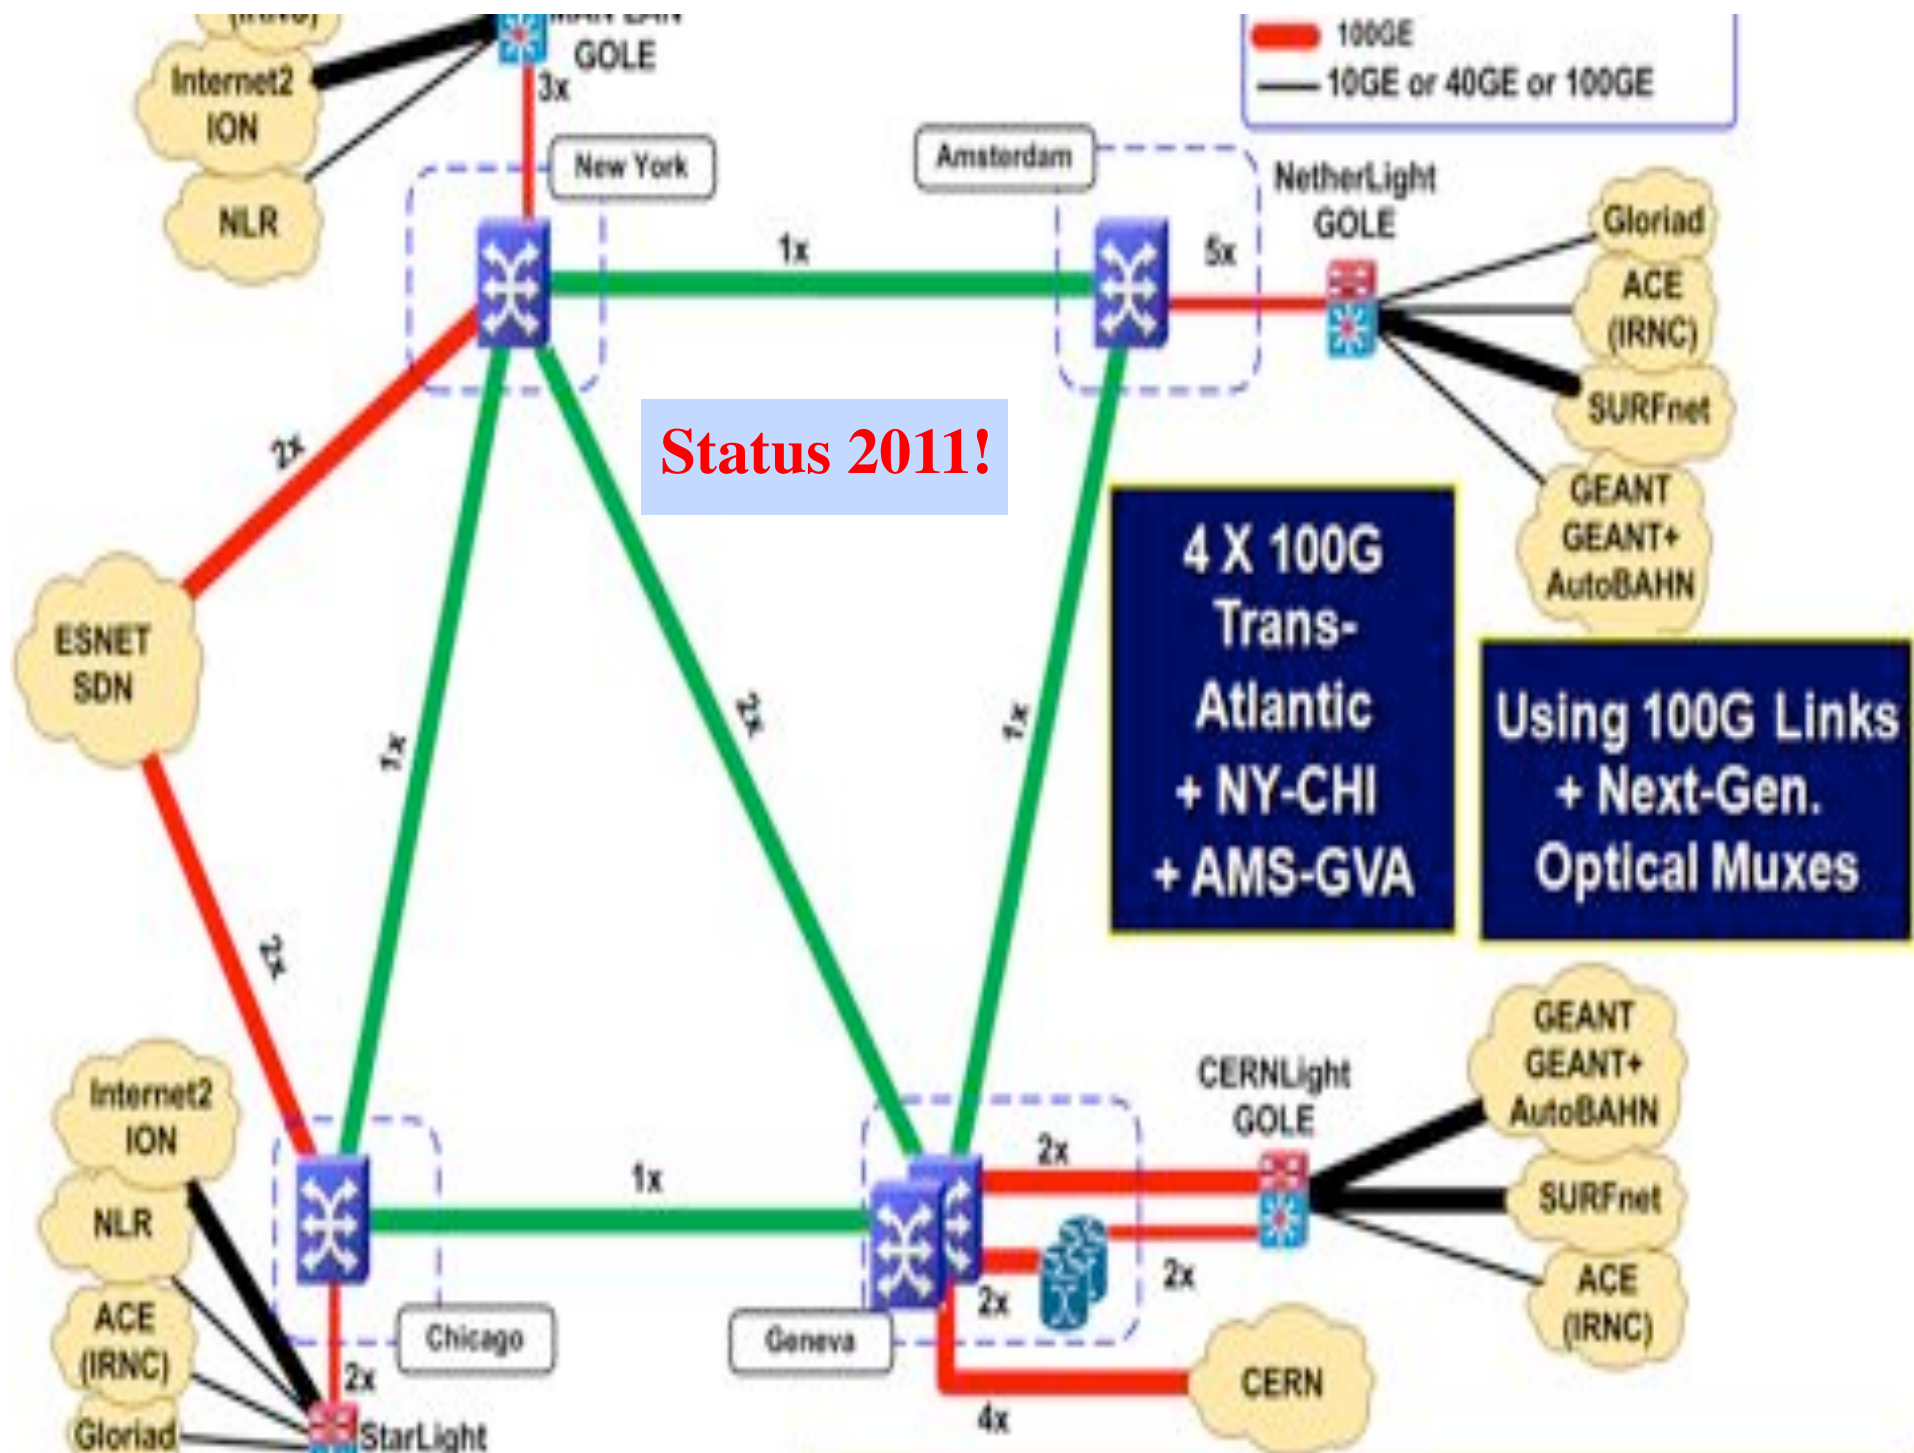 (IRNC)
MAN LAN
GOLE
Internet2
ION
NLR
3x
100GE
10GE or 40GE or 100GE
New York
Amsterdam
NetherLight
GOLE
Gloriad
ACE
(IRNC)
SURFnet
GEANT
GEANT+
AutoBAHN
1x
5x
2x
Status 2011!
4 X 100G
Trans-
Atlantic
+ NY-CHI
+ AMS-GVA
Using 100G Links
+ Next-Gen.
Optical Muxes
ESNET
SDN
1x
2x
1x
2x
Internet2
ION
NLR
ACE
(IRNC)
Gloriad
1x
Chicago
2x
StarLight
Geneva
2x
2x
2x
4x
CERNLight
GOLE
GEANT
GEANT+
AutoBAHN
SURFnet
ACE
(IRNC)
CERN